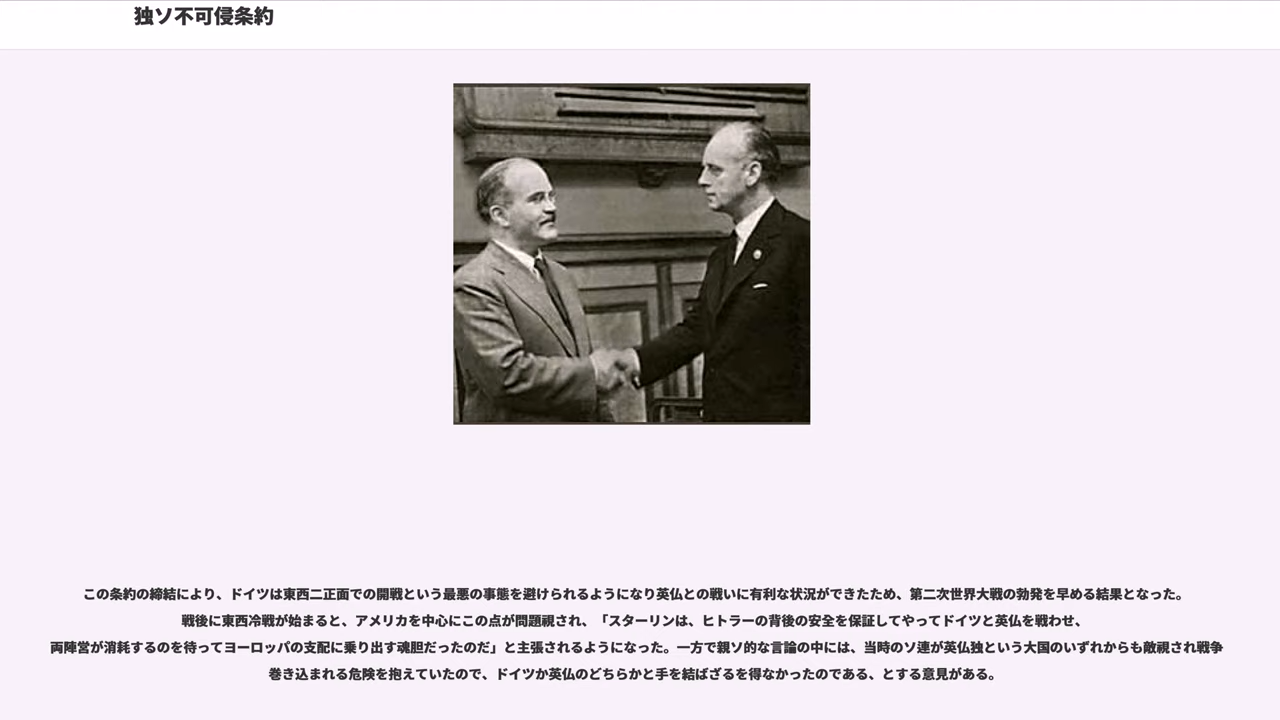 独ソ不可侵条約
この条約の締結により、ドイツは東西二正面での開戦という最悪の事態を避けられるようになり英仏との戦いに有利な状況ができたため、第二次世界大戦の勃発を早める結果となった。
戦後に東西冷戦が始まると、アメリカを中心にこの点が問題視され、「スターリンは、ヒトラーの背後の安全を保証してやってドイツと英仏を戦わせ、
両陣営が消耗するのを待ってヨーロッパの支配に乗り出す魂胆だったのだ」と主張されるようになった。一方で親ソ的な言論の中には、当時のソ連が英仏独という大国のいずれからも敵視され戦争
巻き込まれる危険を抱えていたので、ドイツか英仏のどちらかと手を結ばざるを得なかったのである、とする意見がある。